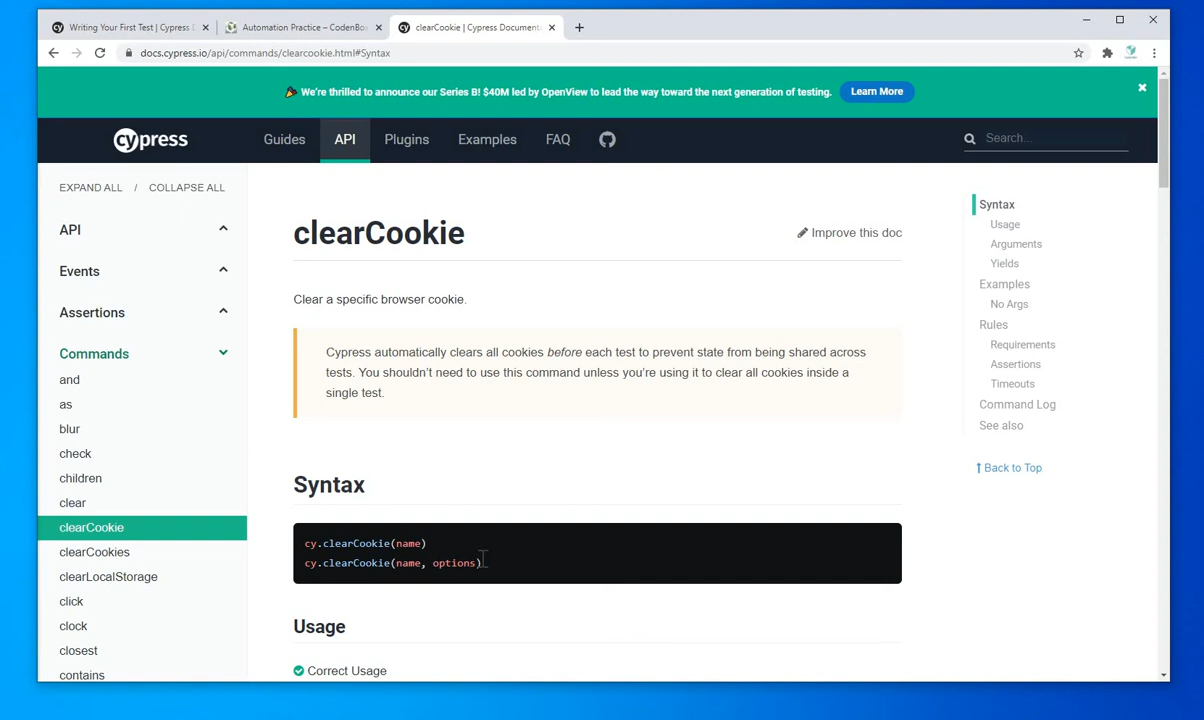 Writing Your First Test | Cypress D
Automation Practice – CodenBo
clearCookie | Cypress Document
docs.cypress.io/api/commands/clearcookie.html#Syntax
We're thrilled to announce our Series B! $40M led by OpenView to lead the way toward the next generation of testing.
Learn More
cypress
Guides
API
Plugins
Examples
FAQ
Search...
EXPAND ALL / COLLAPSE ALL
API
Events
Assertions
Commands
and
as
blur
check
children
clear
clearCookie
clearCookies
clearLocalStorage
click
clock
closest
contains
clearCookie
Improve this doc
Clear a specific browser cookie.
Cypress automatically clears all cookies before each test to prevent state from being shared across
tests. You shouldn't need to use this command unless you're using it to clear all cookies inside a
single test.
Syntax
cy.clearCookie(name)
cy.clearCookie(name, options)
Usage
Correct Usage
Syntax
Usage
Arguments
Yields
Examples
No Args
Rules
Requirements
Assertions
Timeouts
Command Log
See also
Back to Top